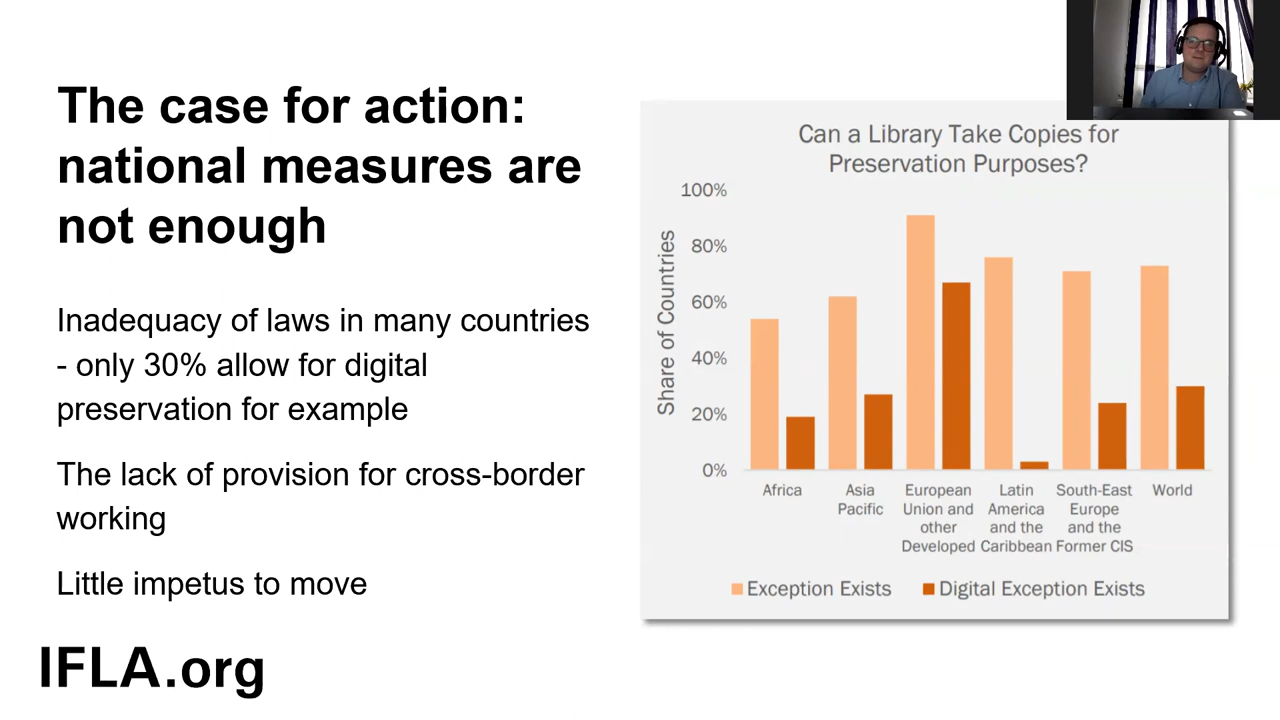 The case for action:
national measures are
not enough
Inadequacy of laws in many countries
- only 30% allow for digital
preservation for example
The lack of provision for cross-border
working
Little impetus to move
IFLA.org
Can a Library Take Copies for
Preservation Purposes?
Share of Countries
100%
80%
60%
40%
20%
0%
Africa
Asia
Pacific
European
Union and
other
Developed
Latin
America
and the
Caribbean
South-East
Europe
and the
Former CIS
World
Exception Exists
Digital Exception Exists